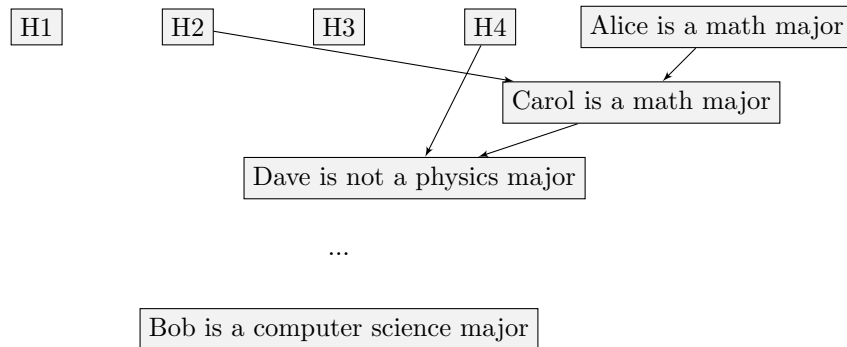 H1 H2 H3 H4 Alice is a math major
Carol is a math major
Dave is not a physics major
...
Bob is a computer science major